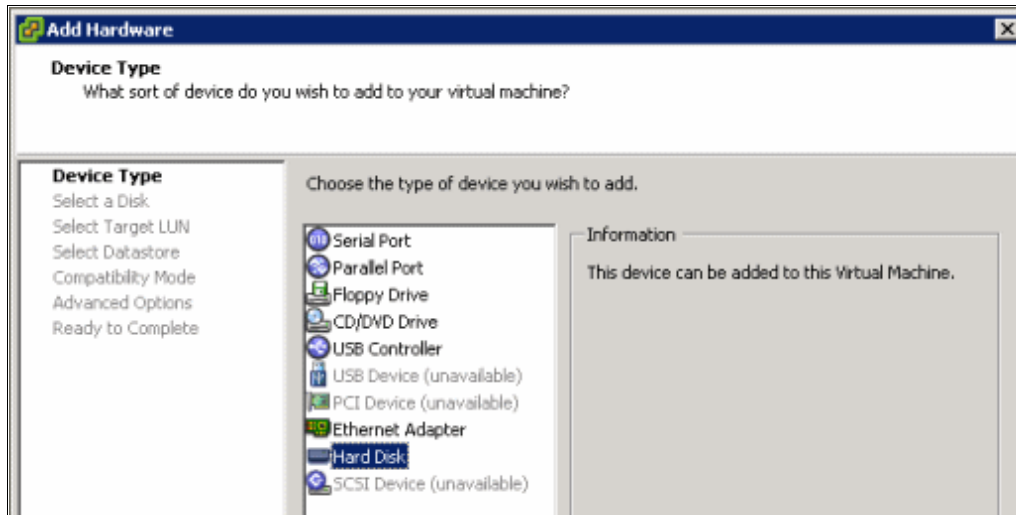 Add Hardware
Device Type
What sort of device do you wish to add to your virtual machine?
Device Type
Select a Disk
Select Target LUN
Select Datastore
Compatibility Mode
Advanced Options
Ready to Complete
Choose the type of device you wish to add.
Serial Port
Parallel Port
Floppy Drive
CD/DVD Drive
USB Controller
USB Device (unavailable)
PCI Device (unavailable)
Ethernet Adapter
Hard Disk
SCSI Device (unavailable)
Information
This device can be added to this Virtual Machine.